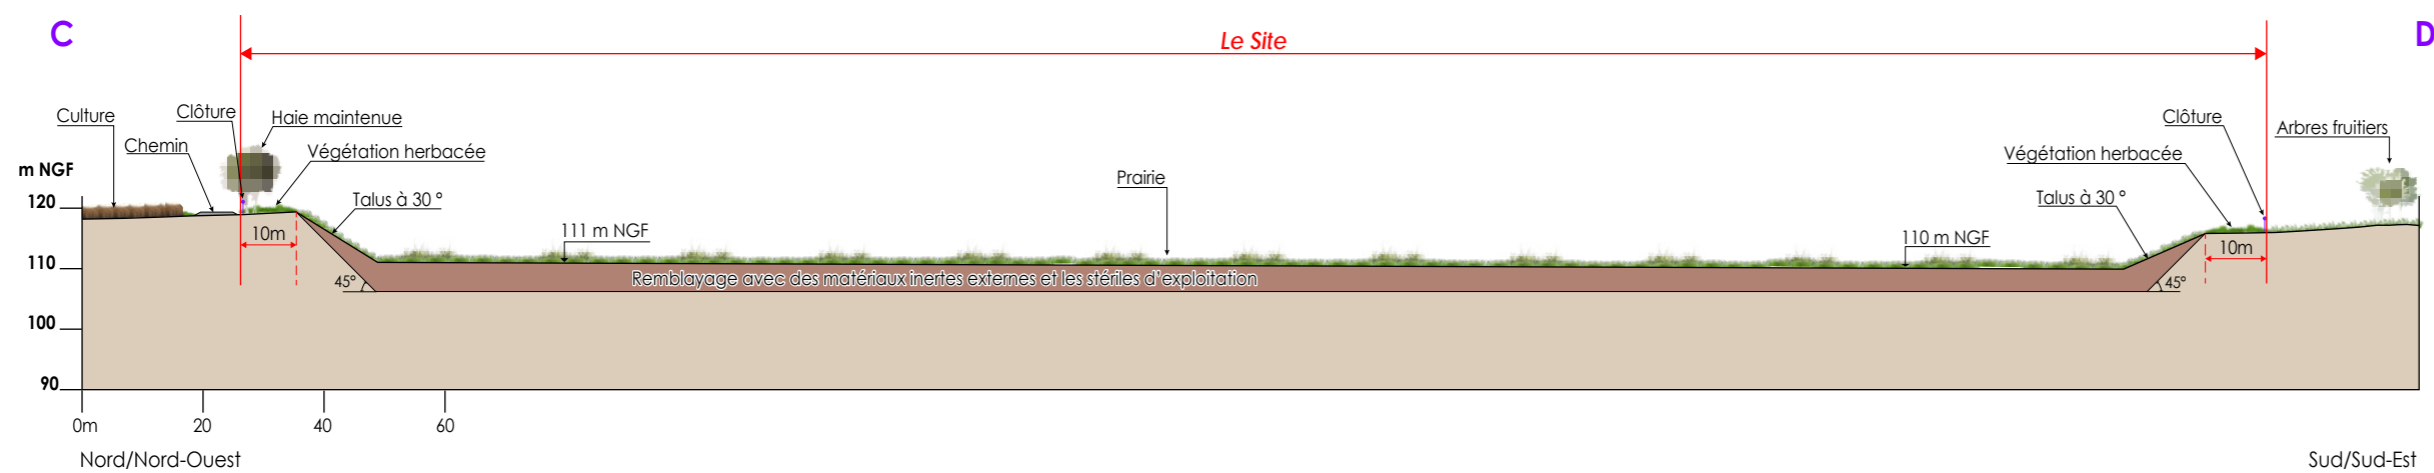 C
Le Site
D
Culture
Clôture
Haie maintenue
Chemin
Végétation herbacée
Talus à 30 °
Prairie
Clôture
Arbres fruitiers
Végétation herbacée
Talus à 30 °
m NGF
120
110
100
90
10m
111 m NGF
110 m NGF
10m
45°
Remblayage avec des matériaux inertes externes et les stériles d'exploitation
45°
0m 20 40 60
Nord/Nord-Ouest
Sud/Sud-Est